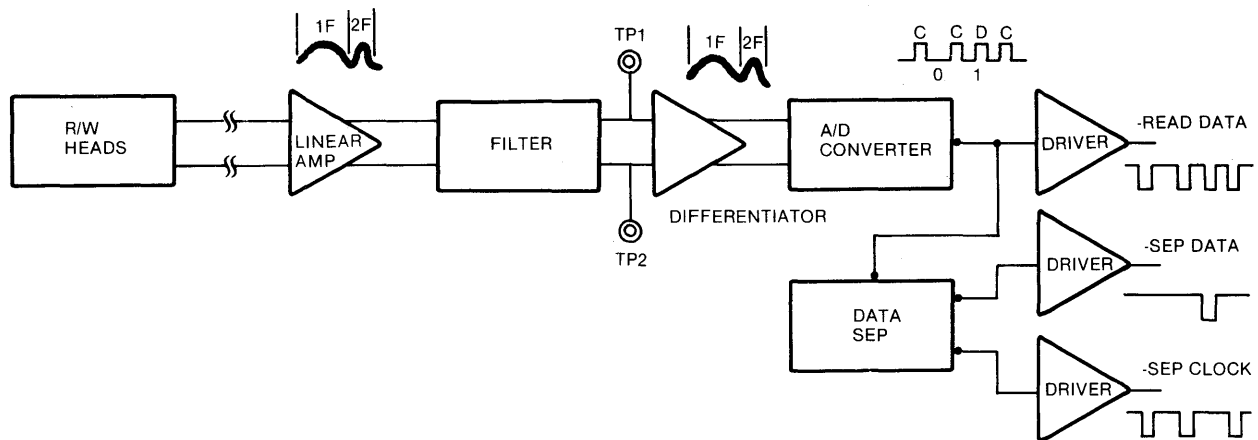 1F 2F
TP1
1F 2F
C C D C
0 1
R/W
HEADS
LINEAR
AMP
FILTER
A/D
CONVERTER
DRIVER
-READ DATA
DIFFERENTIATOR
TP2
DRIVER
-SEP DATA
DATA
SEP
DRIVER
-SEP CLOCK